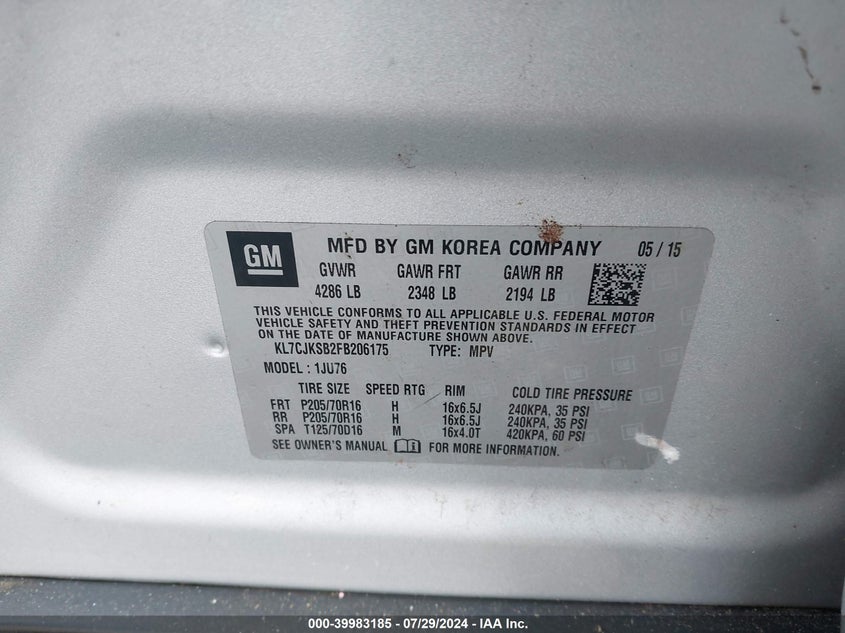 GM
MFD BY GM KOREA COMPANY 05 / 15
GVWR GAWR FRT GAWR RR
4286 LB 2348 LB 2194 LB
THIS VEHICLE CONFORMS TO ALL APPLICABLE U.S. FEDERAL MOTOR
VEHICLE SAFETY AND THEFT PREVENTION STANDARDS IN EFFECT
ON THE DATE OF MANUFACTURE SHOWN ABOVE.
KL7CJKSB2FB206175 TYPE: MPV
MODEL : 1JU76
TIRE SIZE SPEED RTG RIM COLD TIRE PRESSURE
FRT P205/70R16 H 16x6.5J 240KPA, 35 PSI
RR P205/70R16 H 16x6.5J 240KPA, 35 PSI
SPA T125/70D16 M 16x4.0T 420KPA, 60 PSI
SEE OWNER'S MANUAL FOR MORE INFORMATION.
000-39983185 - 07/29/2024 - IAA Inc.